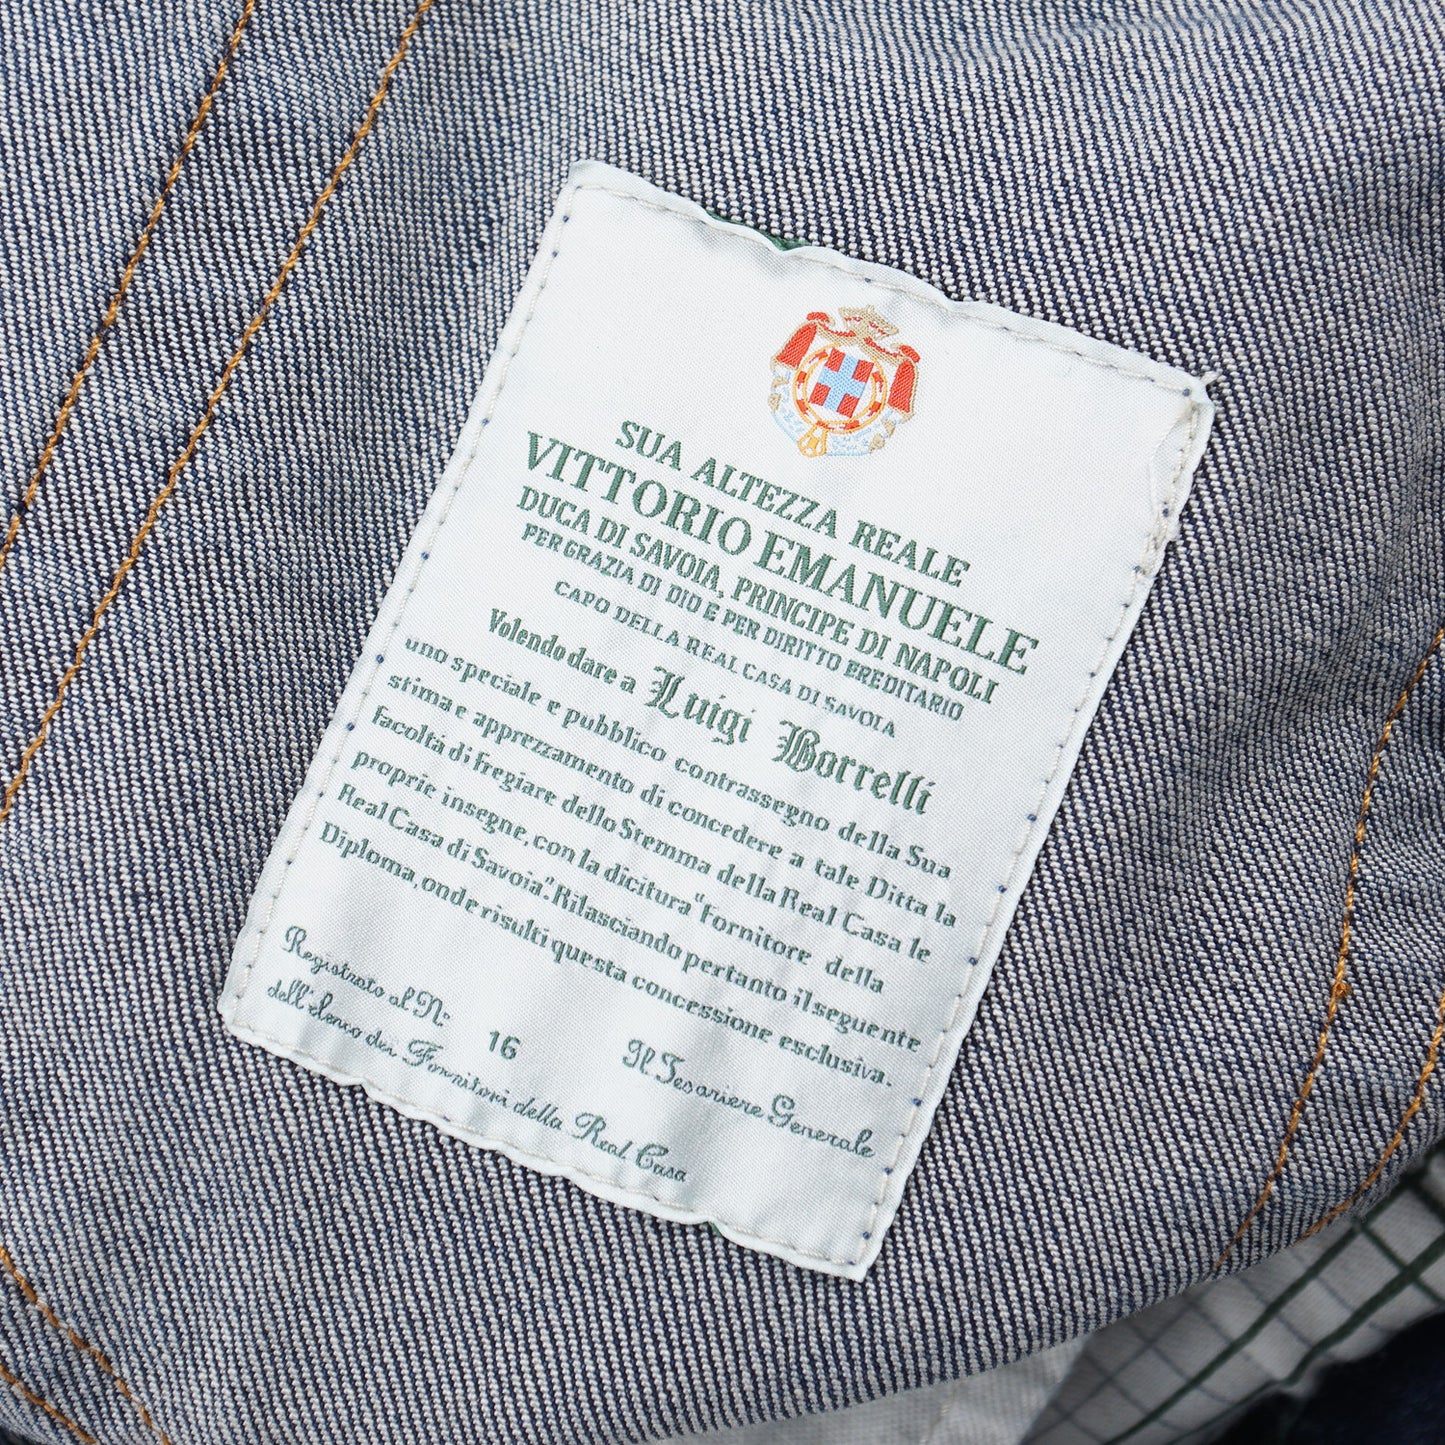 SUA ALTEZZA REALE
VITTORIO EMANUELE
DUCA DI SAVOIA, PRINCIPE DI NAPOLI
PER GRAZIA DI DIO E PER DIRITTO EREDITARIO
CAPO DELLA REAL CASA DI SAVOIA
Volendo dare a Luigi Borrelli
uno speciale e pubblico contrassegno della Sua
stima e apprezzamento di concedere a tale Ditta la
facoltá di fregiare dello Stemma della Real Casa le
proprie insegne, con la dicitura "Fornitore della
Real Casa di Savoia". Rilasciando pertanto il seguente
Diploma, onde risulti questa concessione esclusiva.
Registrato al N: 16 Il Tesoriere Generale
dell'elenco dei Fornitori della Real Casa